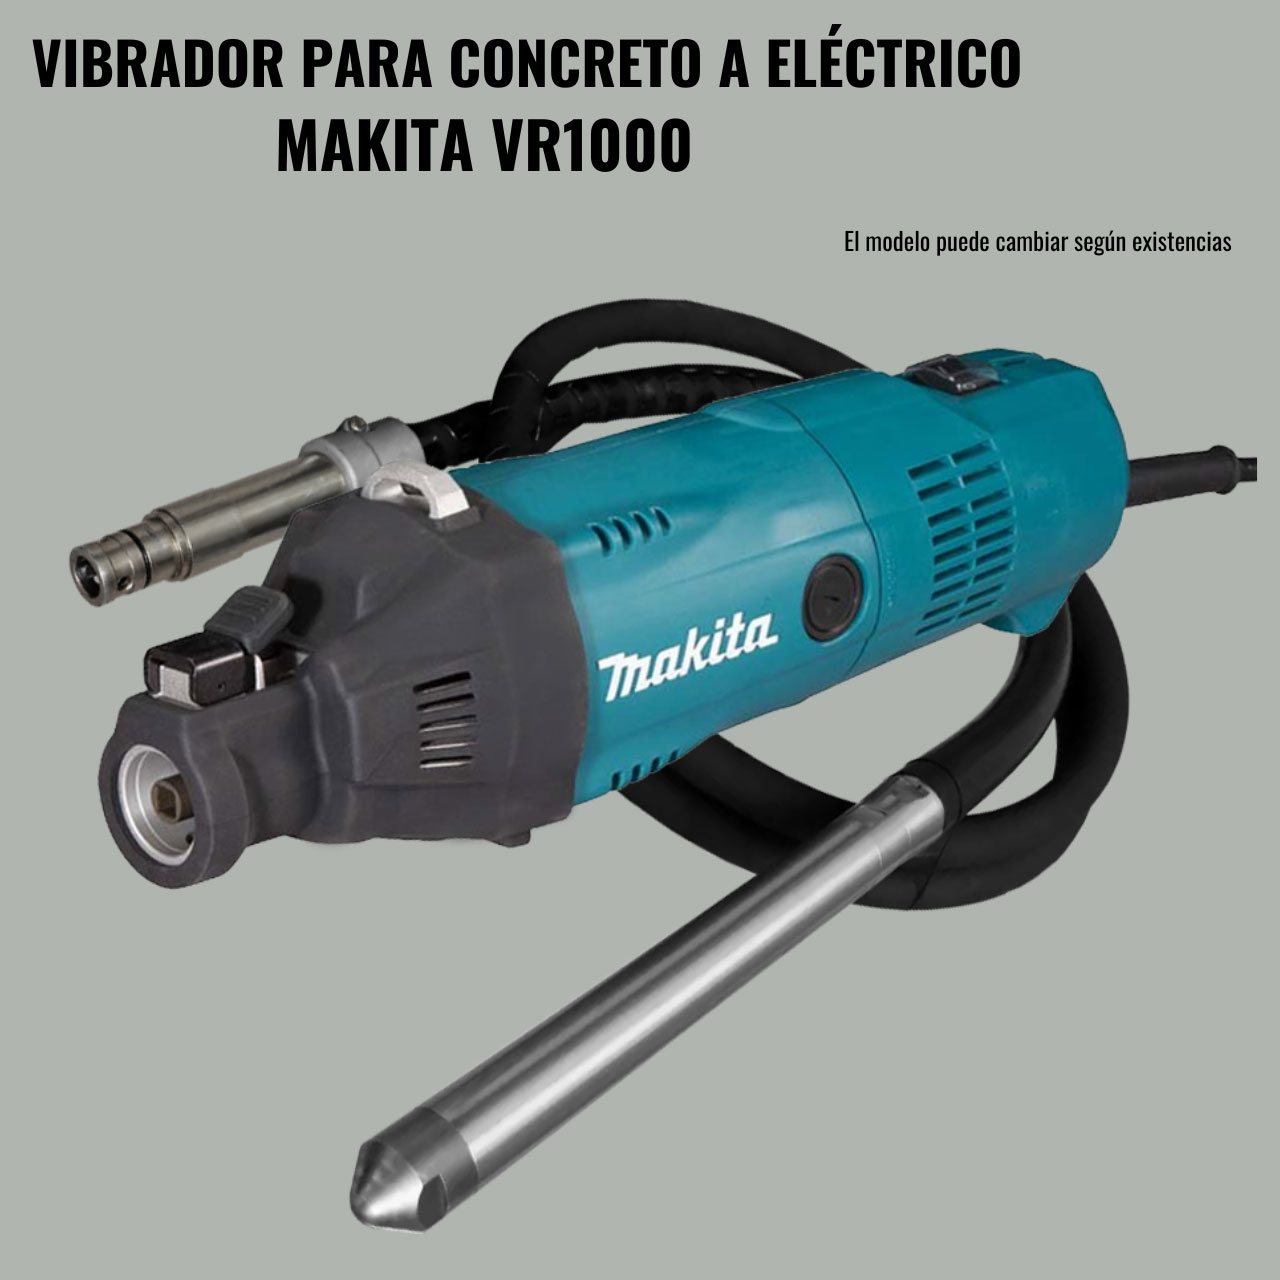 VIBRADOR PARA CONCRETO A ELÉCTRICO
MAKITA VR1000
El modelo puede cambiar según existencias
makita